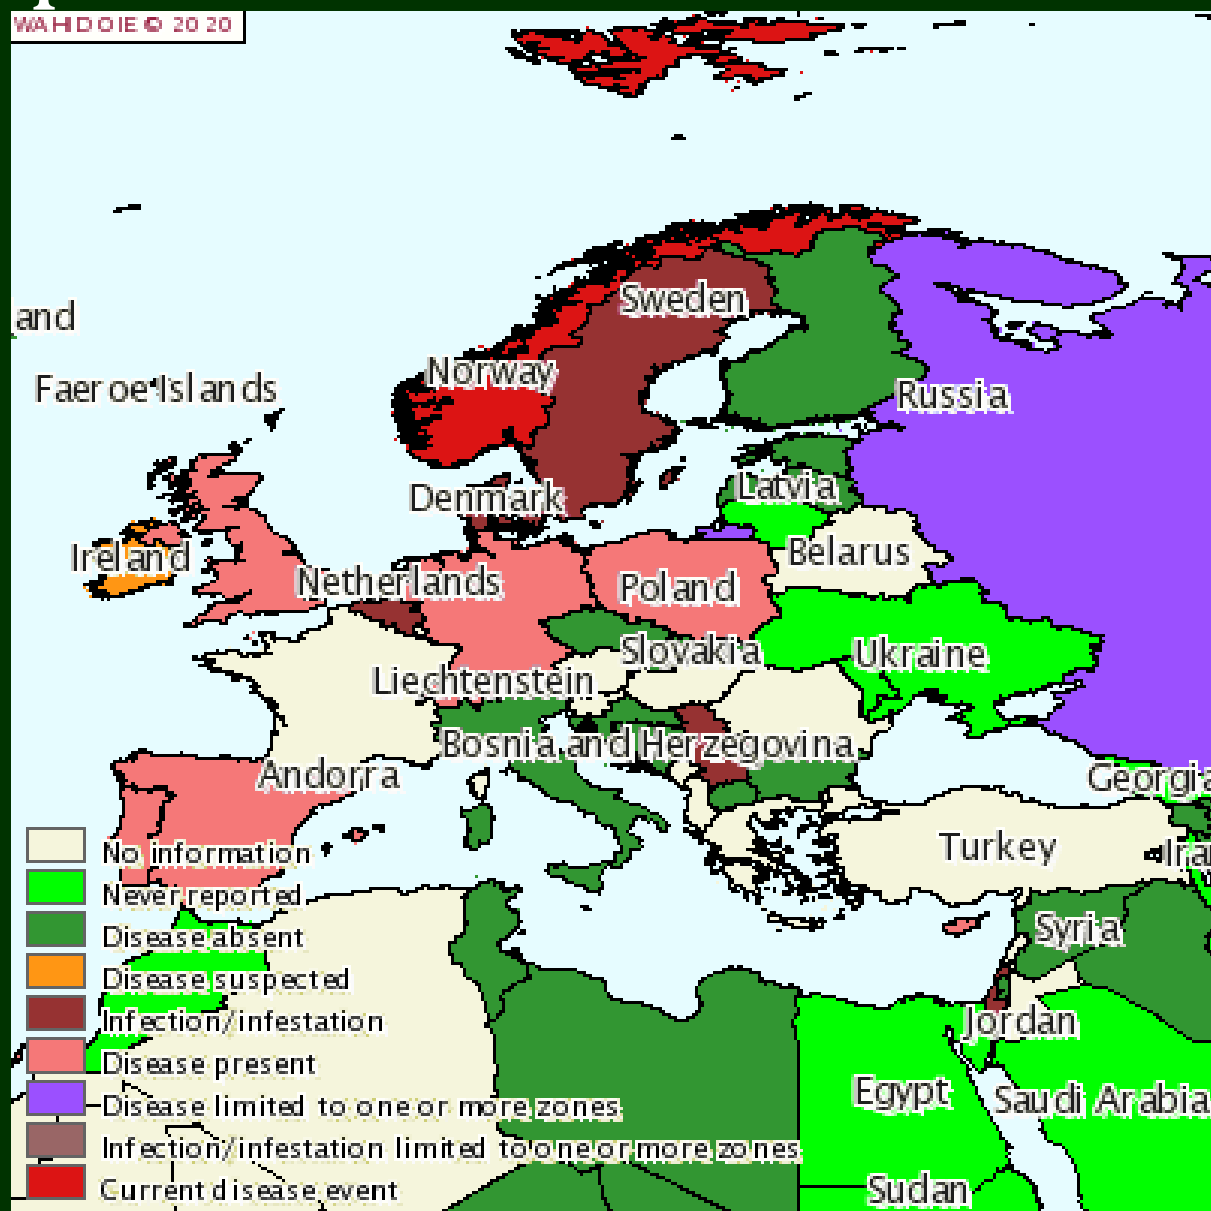 WAHIDOIE © 2020
Sweden
and
Norway
Faeroe Islands
Russia
Latvia
Denmark
Belarus
Ireland
Netherlands
Poland
Slovakia
Ukraine
Liechtenstein
Bosnia and Herzegovina
Andorra
Georgia
Turkey
Ira
No information
Never reported
Syria
Disease absent
Disease suspected
Infection/infestation
Jordan
Disease present
Egypt
Saudi Arabia
Disease limited to one or more zones
Infection/infestation limited to one or more zones
Current disease event
Sudan